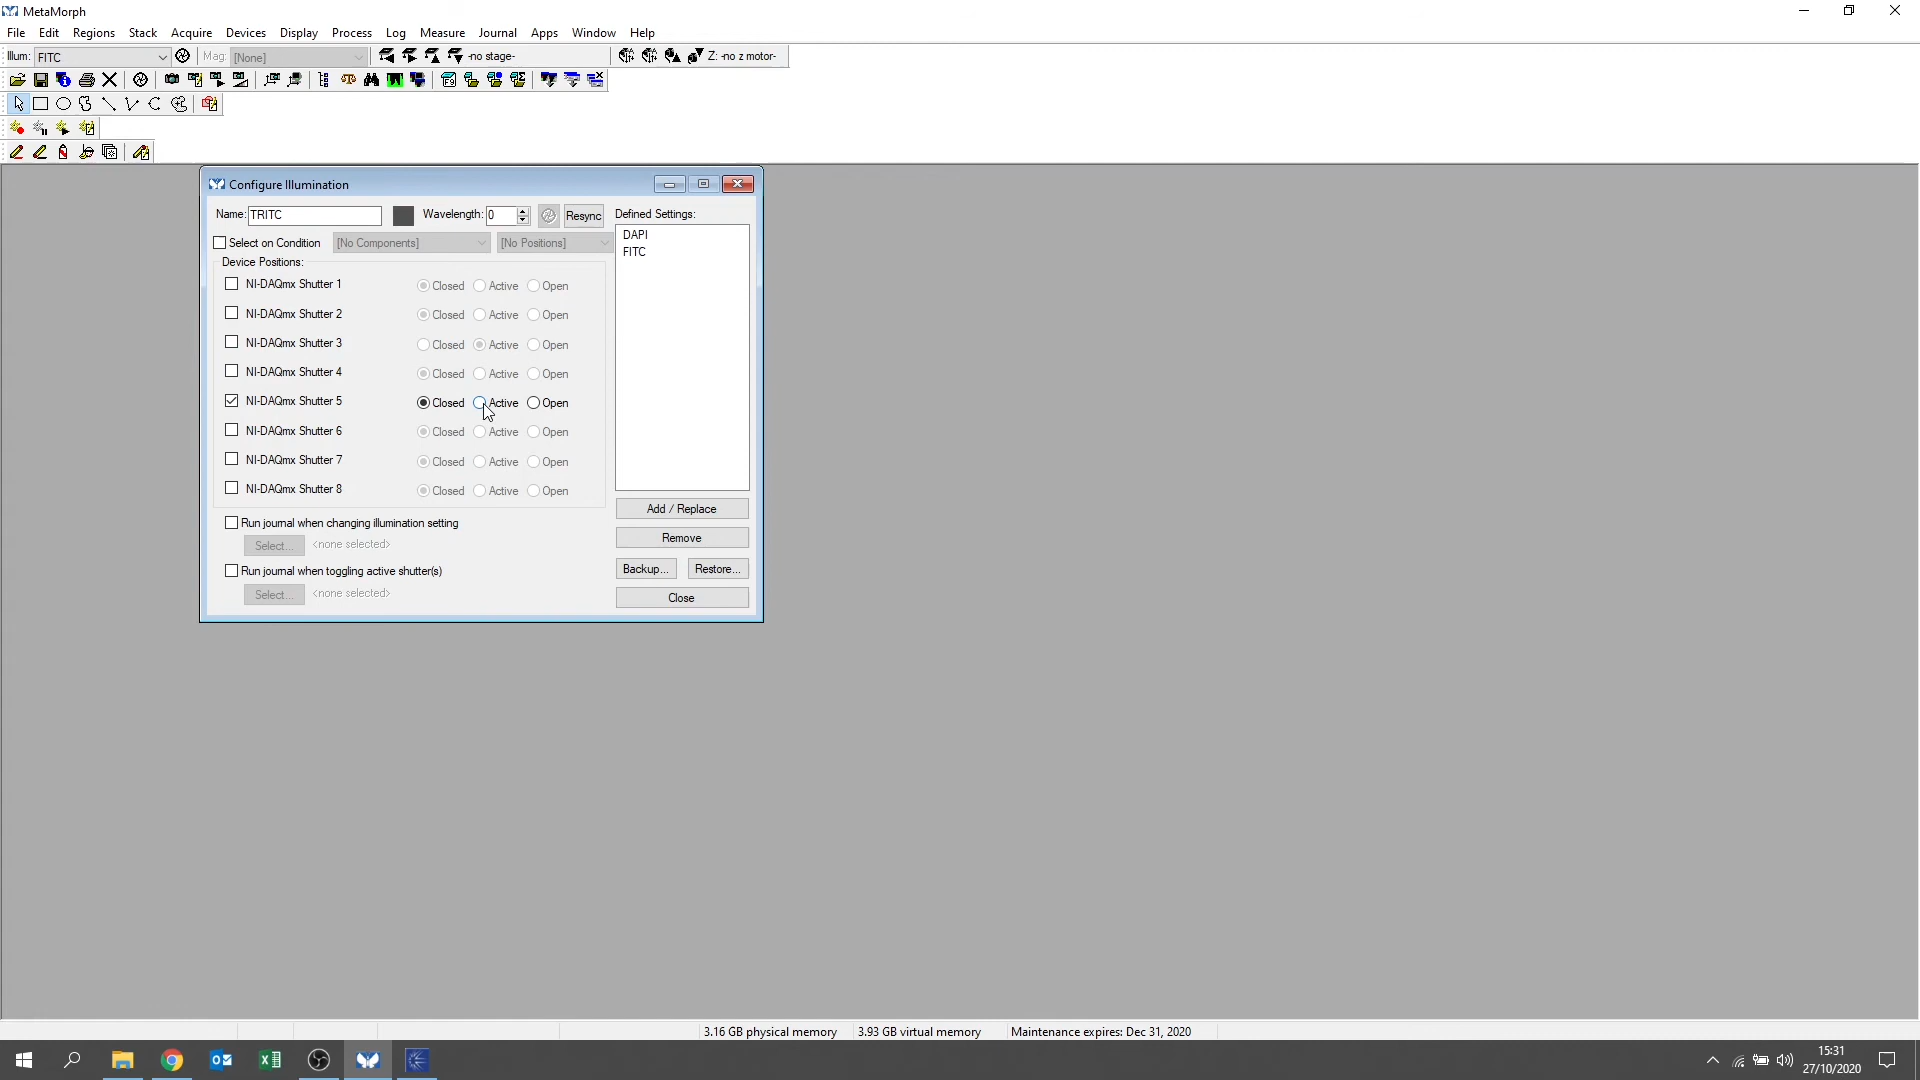 MetaMorph
File Edit Regions Stack Acquire Devices Display Process Log Measure Journal Apps Window Help
Illum: FITC Mag: [None] -no stage- Z: -no z motor-
Configure Illumination
Name: TRITC Wavelength: 0 Resync Defined Settings:
Select on Condition [No Components] [No Positions] DAPI
Device Positions: FITC
NI-DAQmx Shutter 1 Closed Active Open
NI-DAQmx Shutter 2 Closed Active Open
NI-DAQmx Shutter 3 Closed Active Open
NI-DAQmx Shutter 4 Closed Active Open
NI-DAQmx Shutter 5 Closed Active Open
NI-DAQmx Shutter 6 Closed Active Open
NI-DAQmx Shutter 7 Closed Active Open
NI-DAQmx Shutter 8 Closed Active Open
Add / Replace
Run journal when changing illumination setting
Remove
Select... <none selected>
Run journal when toggling active shutter(s) Backup... Restore...
Select... <none selected> Close
3.16 GB physical memory 3.93 GB virtual memory Maintenance expires: Dec 31, 2020
15:31
27/10/2020